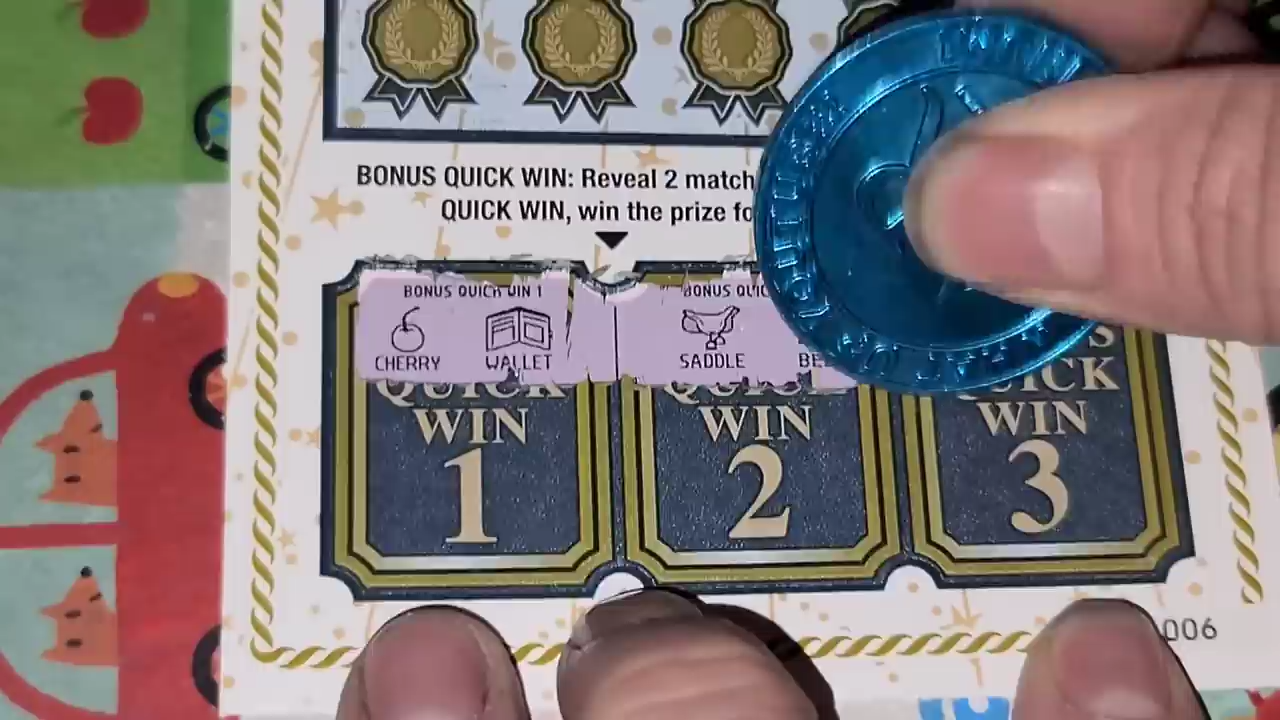 BONUS QUICK WIN: Reveal 2 match
QUICK WIN, win the prize fo
BONUS QUICK WIN 1
CHERRY WALLET
BONUS QUIC
SADDLE BE
QUICK
WIN
1
QUICK
WIN
2
QUICK
WIN
3
006